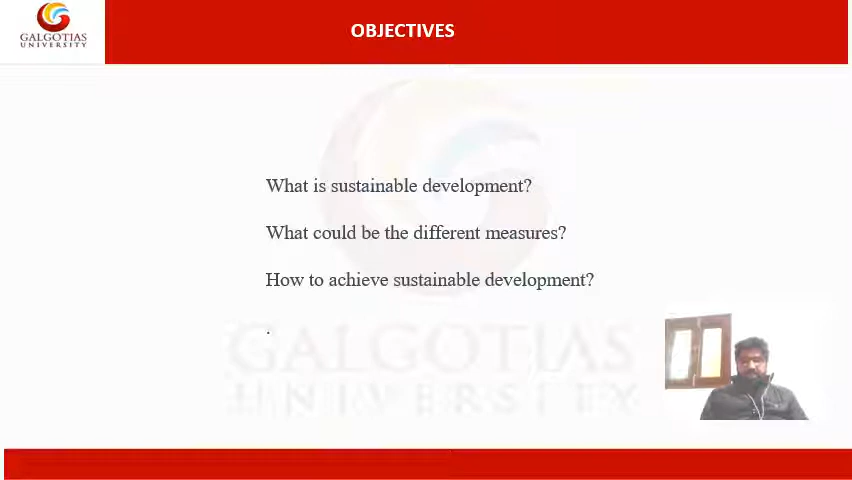 GALGOTIAS
UNIVERSITY
OBJECTIVES
What is sustainable development?
What could be the different measures?
How to achieve sustainable development?
.
GALGOTIAS
UNIVERSITY